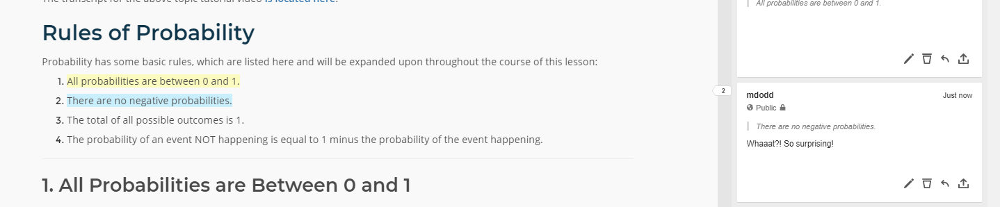 The transcript for the above topic tutorial video is located here.
Rules of Probability
Probability has some basic rules, which are listed here and will be expanded upon throughout the course of this lesson:
1. All probabilities are between 0 and 1.
2. There are no negative probabilities.
3. The total of all possible outcomes is 1.
4. The probability of an event NOT happening is equal to 1 minus the probability of the event happening.
1. All Probabilities are Between 0 and 1
All probabilities are between 0 and 1.
2
mdodd
Just now
Public
There are no negative probabilities.
Whaaat?! So surprising!